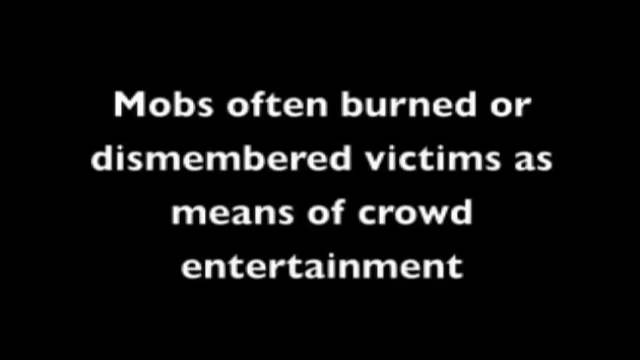 Mobs often burned or
dismembered victims as
means of crowd
entertainment